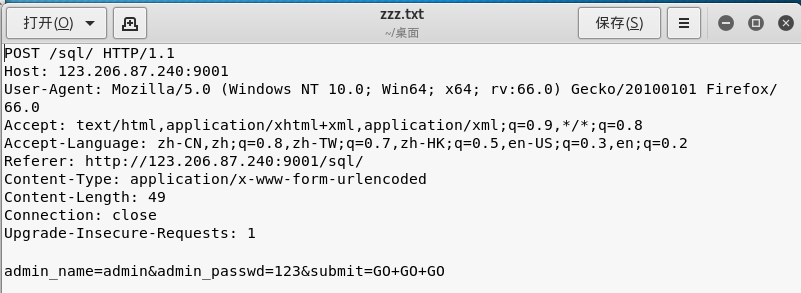 打开(O)
zzz.txt
~/桌面
保存(S)
POST /sql/ HTTP/1.1
Host: 123.206.87.240:9001
User-Agent: Mozilla/5.0 (Windows NT 10.0; Win64; x64; rv:66.0) Gecko/20100101 Firefox/
66.0
Accept: text/html,application/xhtml+xml,application/xml;q=0.9,*/*;q=0.8
Accept-Language: zh-CN,zh;q=0.8,zh-TW;q=0.7,zh-HK;q=0.5,en-US;q=0.3,en;q=0.2
Referer: http://123.206.87.240:9001/sql/
Content-Type: application/x-www-form-urlencoded
Content-Length: 49
Connection: close
Upgrade-Insecure-Requests: 1

admin_name=admin&admin_passwd=123&submit=GO+GO+GO